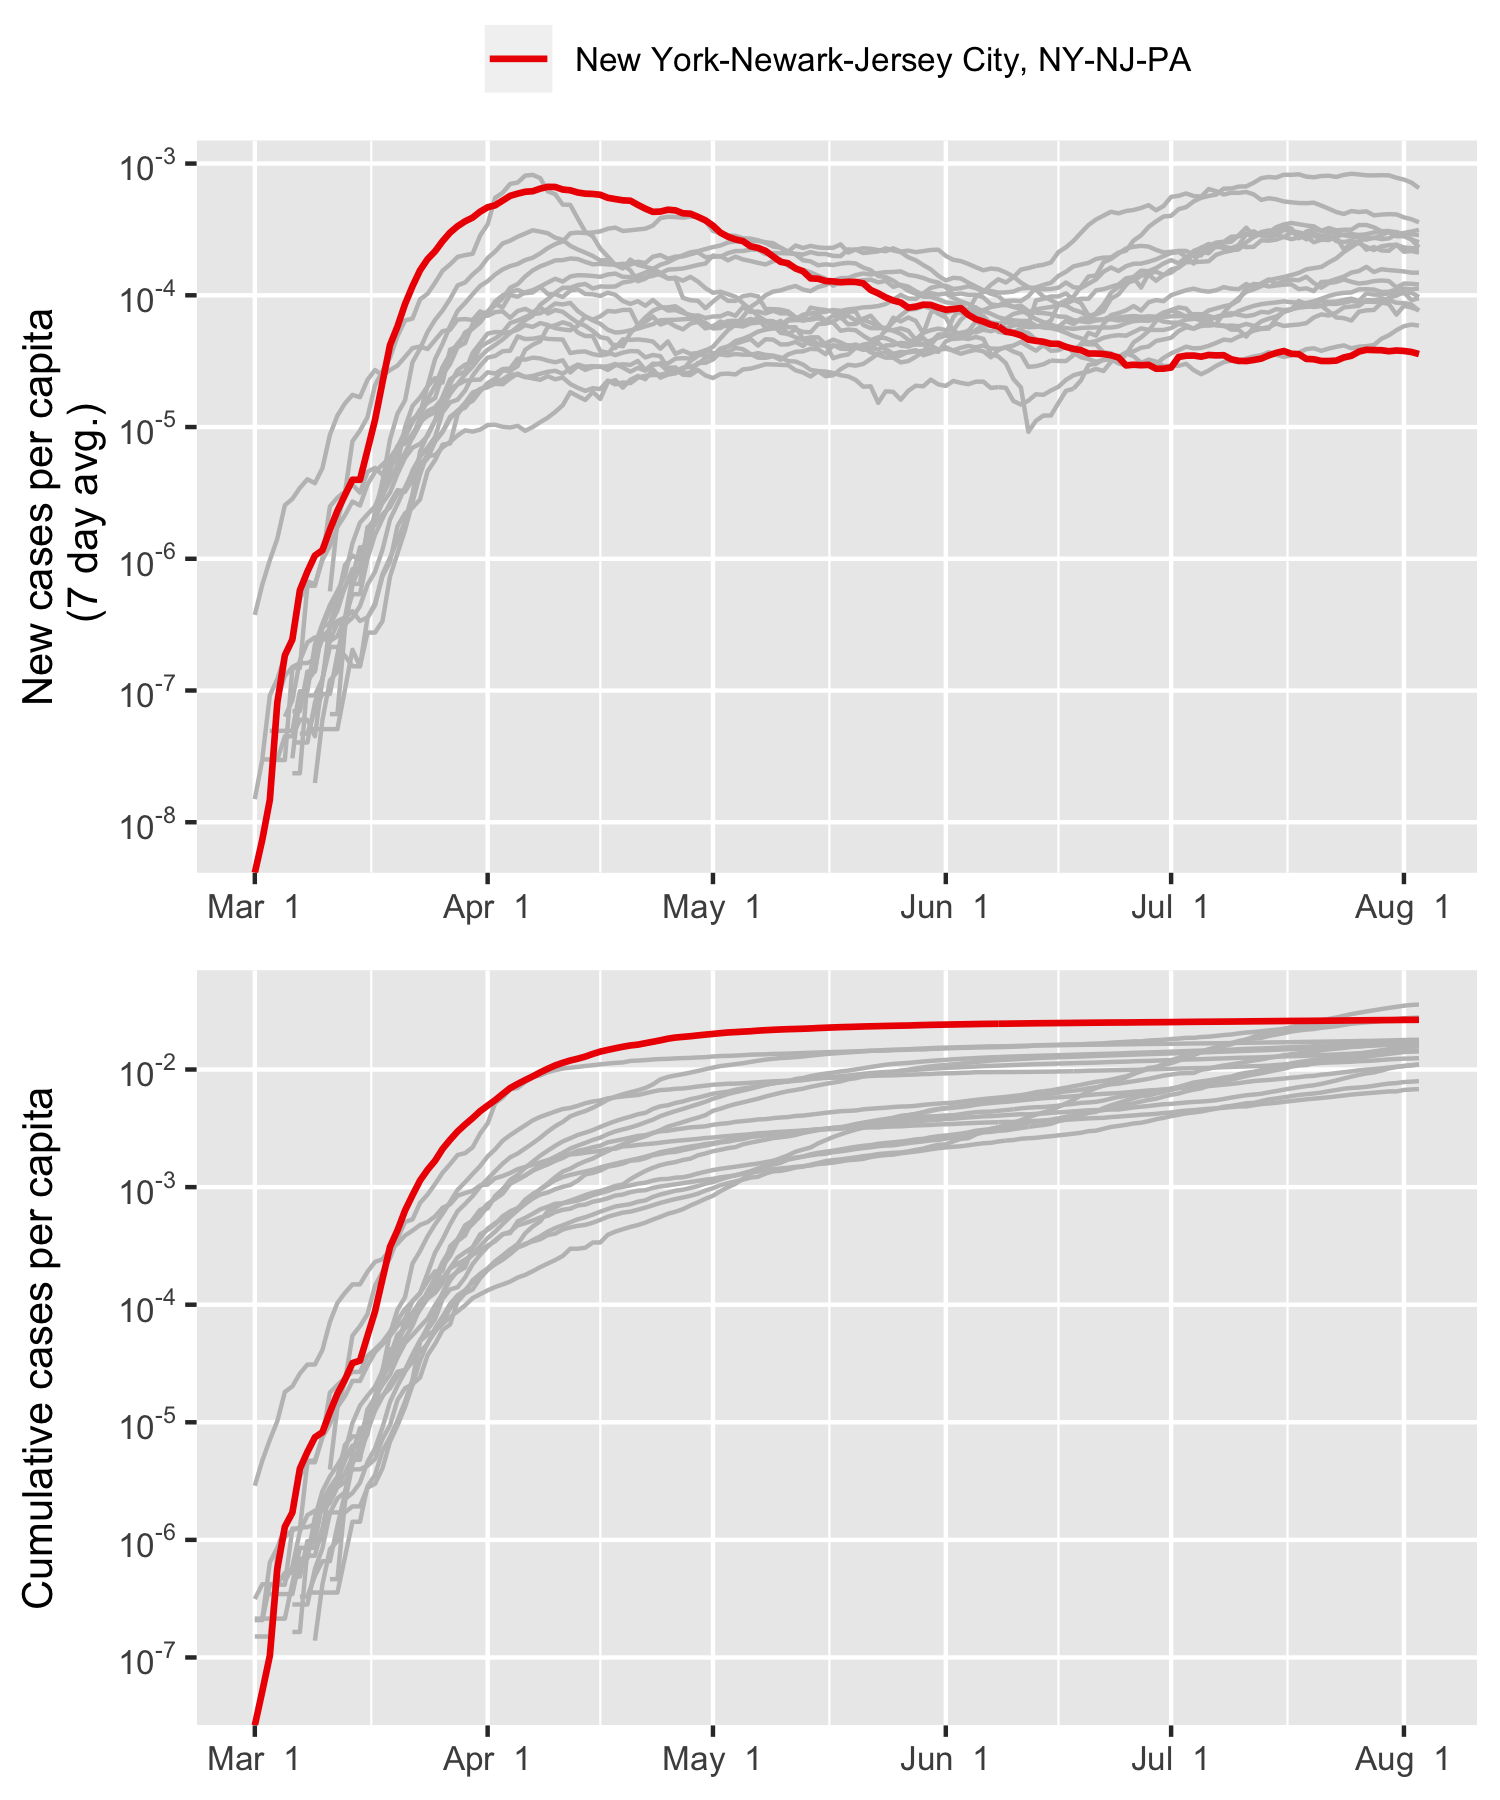 New York-Newark-Jersey City, NY-NJ-PA
New cases per capita
(7 day avg.)
10⁻³
10⁻⁴
10⁻⁵
10⁻⁶
10⁻⁷
10⁻⁸
Mar 1 Apr 1 May 1 Jun 1 Jul 1 Aug 1
Cumulative cases per capita
10⁻²
10⁻³
10⁻⁴
10⁻⁵
10⁻⁶
10⁻⁷
Mar 1 Apr 1 May 1 Jun 1 Jul 1 Aug 1